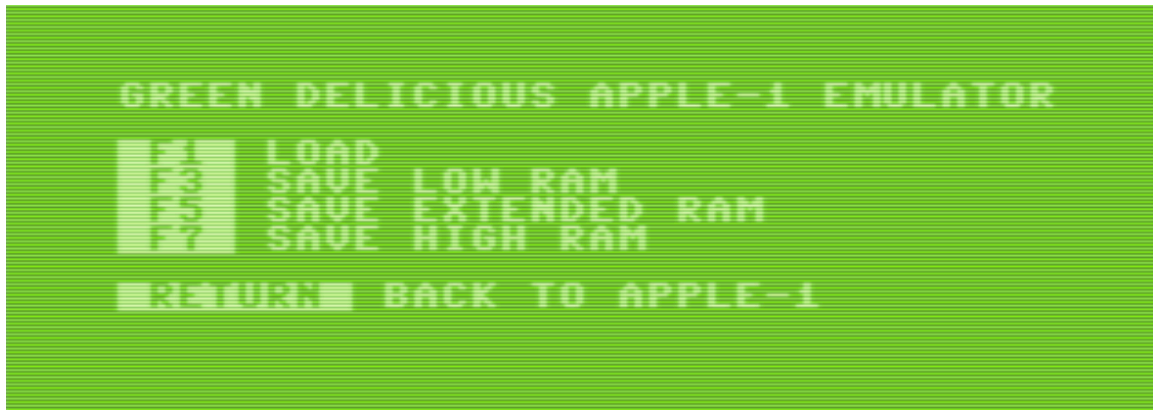 GREEN DELICIOUS APPLE-1 EMULATOR
F1 LOAD
F3 SAVE LOW RAM
F5 SAVE EXTENDED RAM
F7 SAVE HIGH RAM
RETURN BACK TO APPLE-1